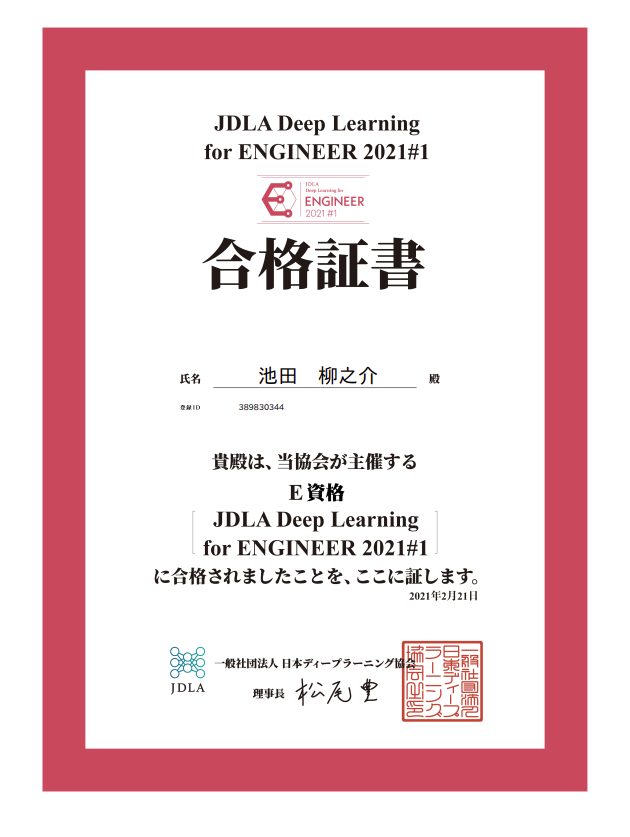 JDLA Deep Learning
for ENGINEER 2021#1
JDLA
Deep Learning for
ENGINEER
2021 #1
合格証書
氏名 池田 柳之介 殿
登録ID 389830344
貴殿は、当協会が主催する
E資格
JDLA Deep Learning
for ENGINEER 2021#1
に合格されましたことを、ここに証します。
2021年2月21日
JDLA
一般社団法人 日本ディープラーニング協会
理事長 松尾豊
一般社団法人
日本ディープ
ラーニング
協会之印